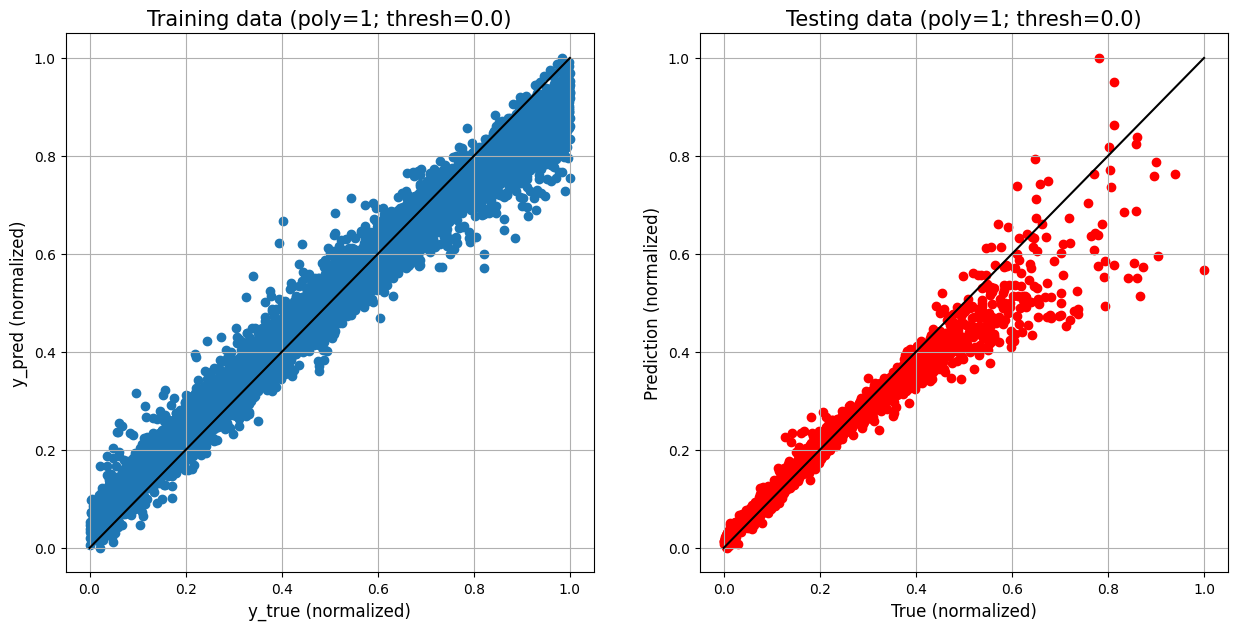 Training data (poly=1; thresh=0.0)
1.0
0.8
0.6
0.4
0.2
0.0
y_pred (normalized)
0.0 0.2 0.4 0.6 0.8 1.0
y_true (normalized)
Testing data (poly=1; thresh=0.0)
1.0
0.8
0.6
0.4
0.2
0.0
Prediction (normalized)
0.0 0.2 0.4 0.6 0.8 1.0
True (normalized)